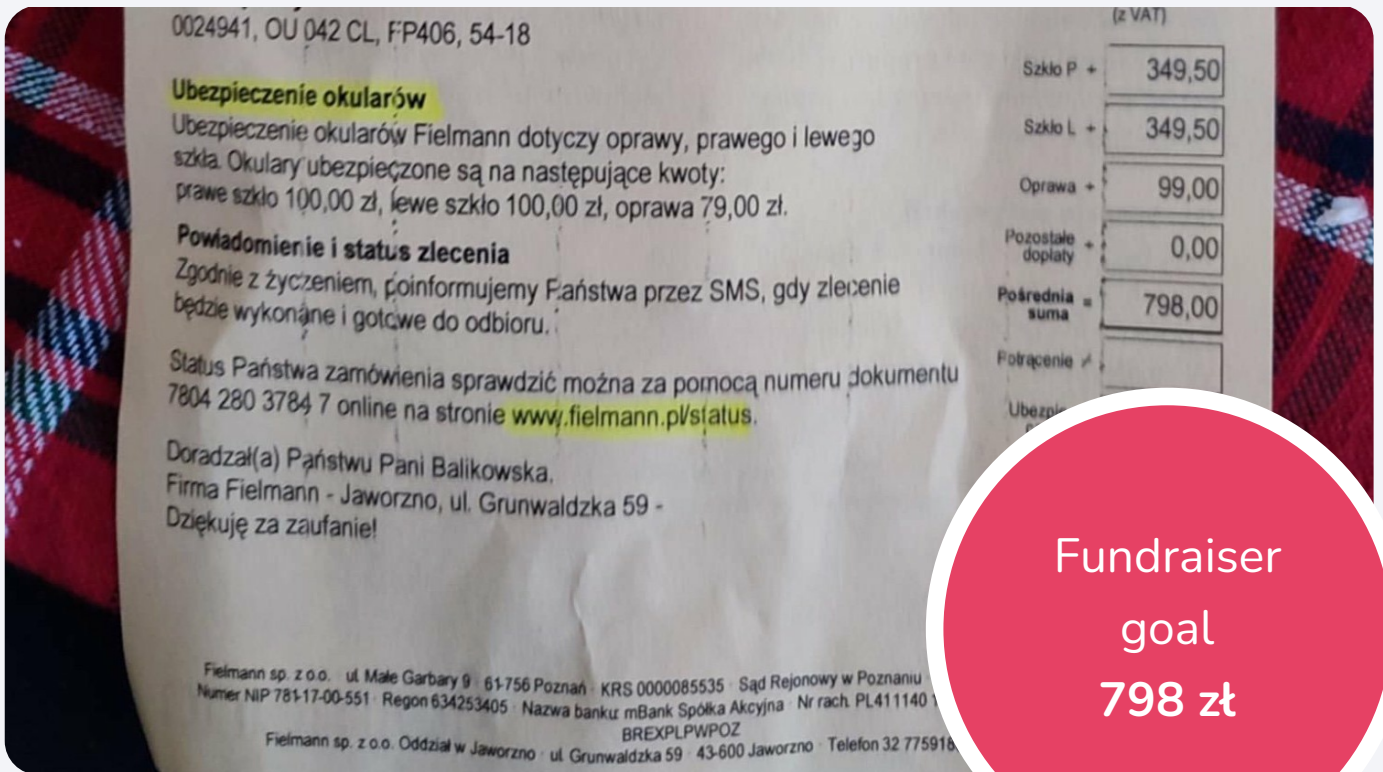 (z VAT)
0024941, OU 042 CL, FP406, 54-18
Szkło P + 349,50
Ubezpieczenie okularów
Ubezpieczenie okularów Fielmann dotyczy oprawy, prawego i lewego
szkła. Okulary ubezpieczone są na następujące kwoty:
prawe szkło 100,00 zł, lewe szkło 100,00 zł, oprawa 79,00 zł.
Szkło L + 349,50
Oprawa + 99,00
Powiadomienie i status zlecenia
Zgodnie z życzeniem, poinformujemy Państwa przez SMS, gdy zlecenie
będzie wykonane i gotowe do odbioru.
Pozostałe
dopłaty + 0,00
Pośrednia
suma = 798,00
Potrącenie
Status Państwa zamówienia sprawdzić można za pomocą numeru dokumentu
7804 280 3784 7 online na stronie www.fielmann.pl/status.
Doradzał(a) Państwu Pani Balikowska.
Firma Fielmann - Jaworzno, ul. Grunwaldzka 59 -
Dziękuję za zaufanie!
Fielmann sp. z o.o. · ul. Małe Garbary 9 · 61-756 Poznań · KRS 0000085535 · Sąd Rejonowy w Poznaniu
Numer NIP 781-17-00-551 · Regon 634253405 · Nazwa banku: mBank Spółka Akcyjna · Nr rach. PL411140
BREXPLPWPOZ
Fielmann sp. z o.o. Oddział w Jaworzno · ul. Grunwaldzka 59 · 43-600 Jaworzno · Telefon 32 775918
Fundraiser
goal
798 zł